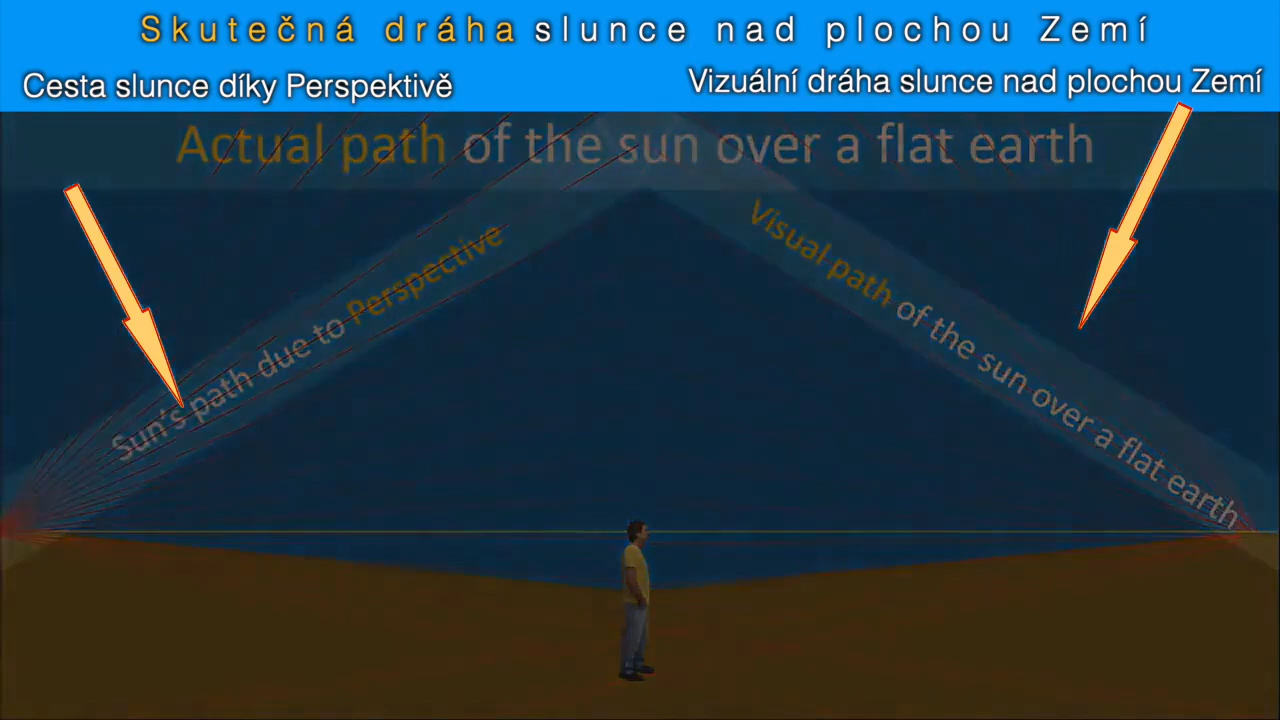 Skutečná dráha slunce nad plochou Zemí
Cesta slunce díky Perspektivě
Vizuální dráha slunce nad plochou Zemí
Actual path of the sun over a flat earth
Sun's path due to Perspective
Visual path of the sun over a flat earth